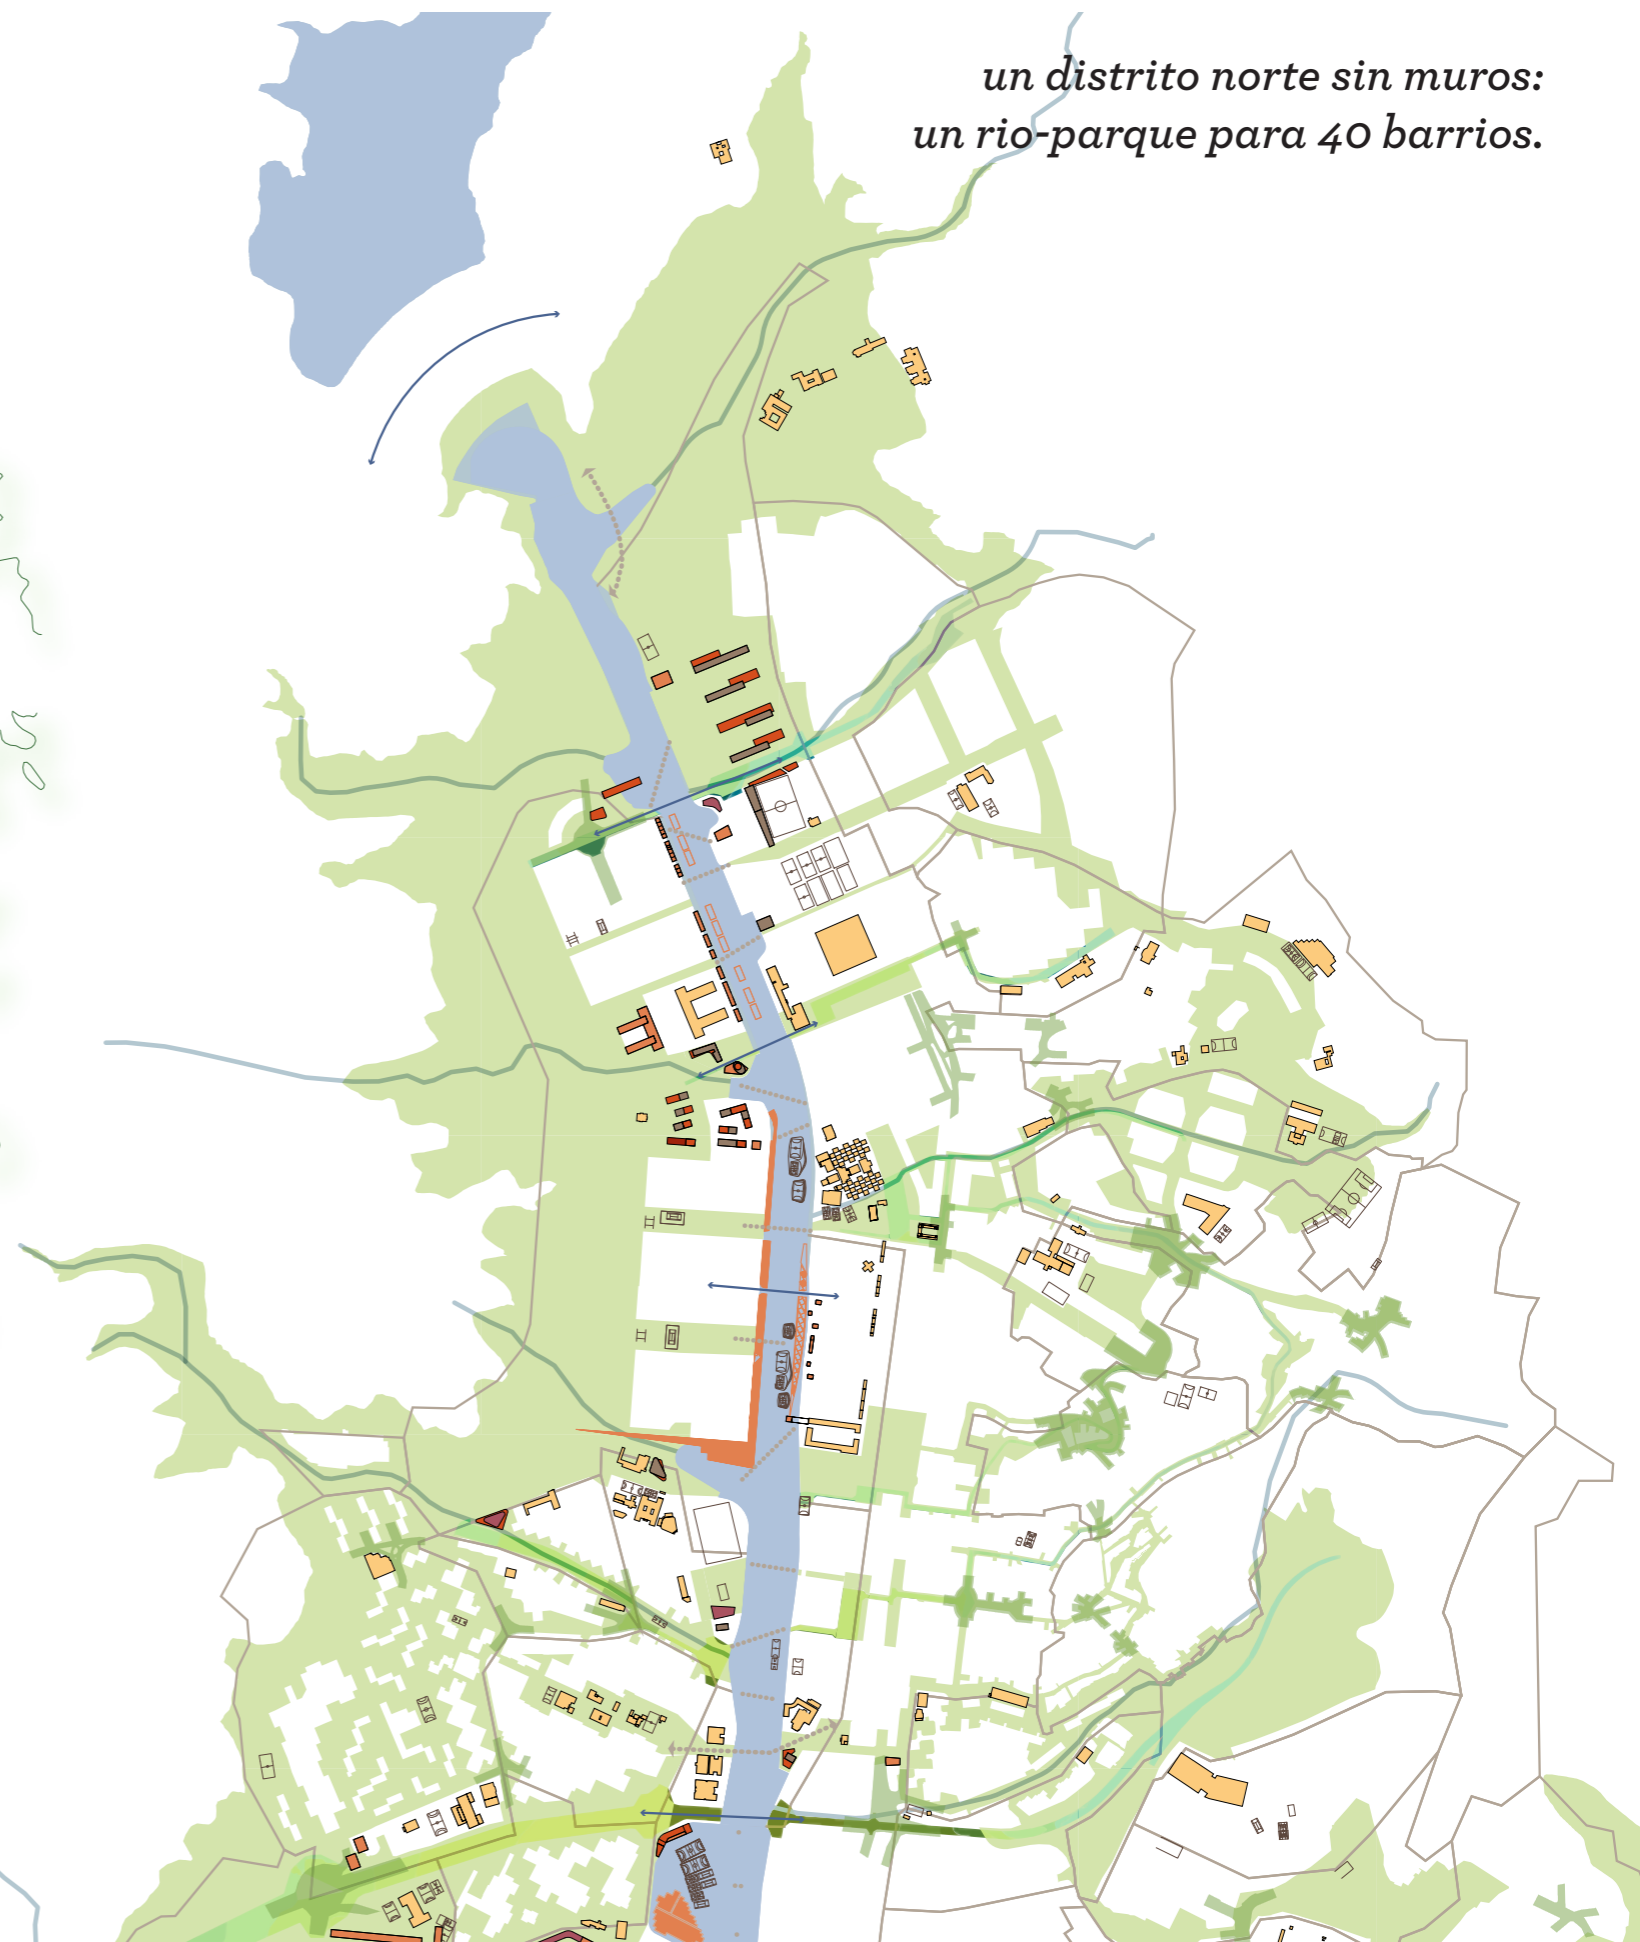 un distrito norte sin muros:
un rio-parque para 40 barrios.